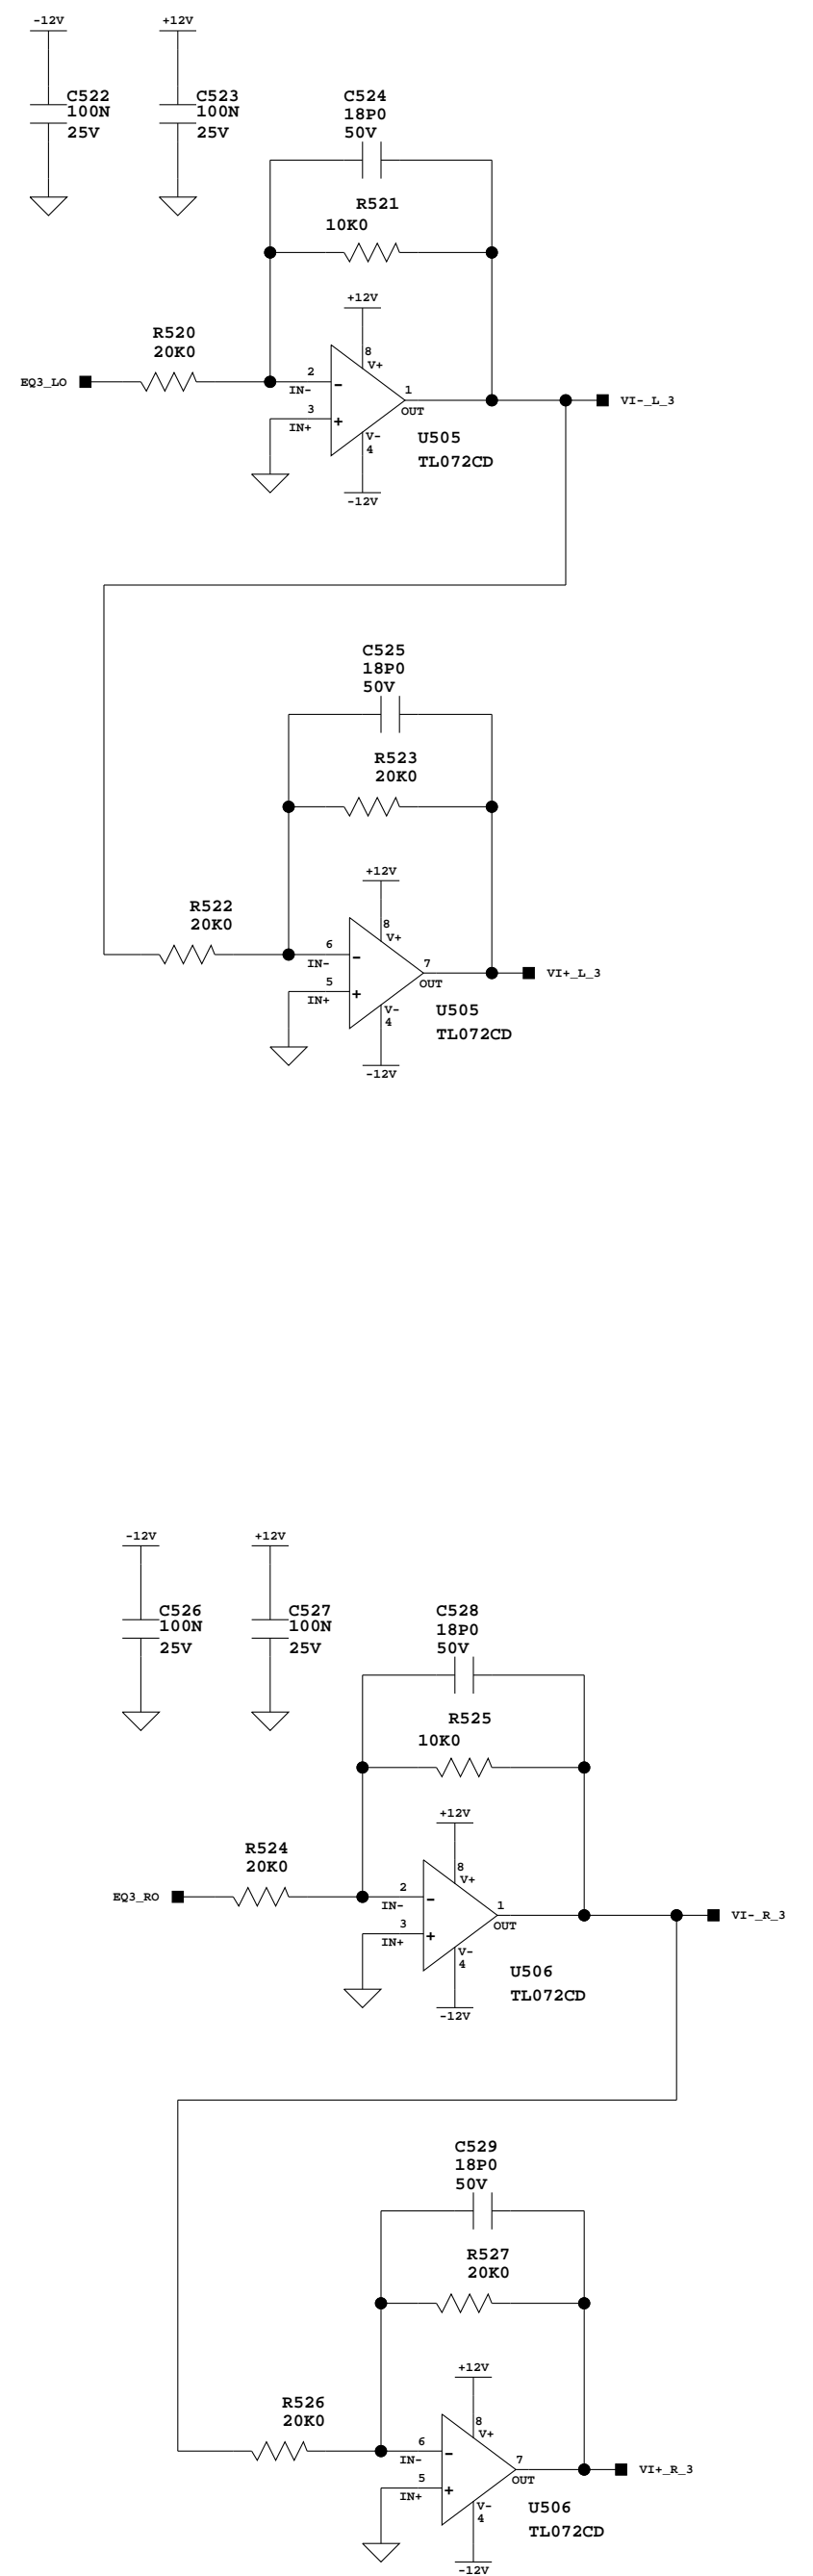 -12V
+12V
C522
100N
25V
C523
100N
25V
C524
18P0
50V
R521
10K0
+12V
R520
20K0
8
V+
EQ3_LO
2
IN-
-
3
IN+
+
1
OUT
VI-_L_3
V-
4
U505
TL072CD
-12V
C525
18P0
50V
R523
20K0
+12V
R522
20K0
8
V+
6
IN-
-
5
IN+
+
7
OUT
VI+_L_3
V-
4
U505
TL072CD
-12V
-12V
+12V
C526
100N
25V
C527
100N
25V
C528
18P0
50V
R525
10K0
+12V
R524
20K0
8
V+
EQ3_RO
2
IN-
-
3
IN+
+
1
OUT
VI-_R_3
V-
4
U506
TL072CD
-12V
C529
18P0
50V
R527
20K0
+12V
R526
20K0
8
V+
6
IN-
-
5
IN+
+
7
OUT
VI+_R_3
V-
4
U506
TL072CD
-12V